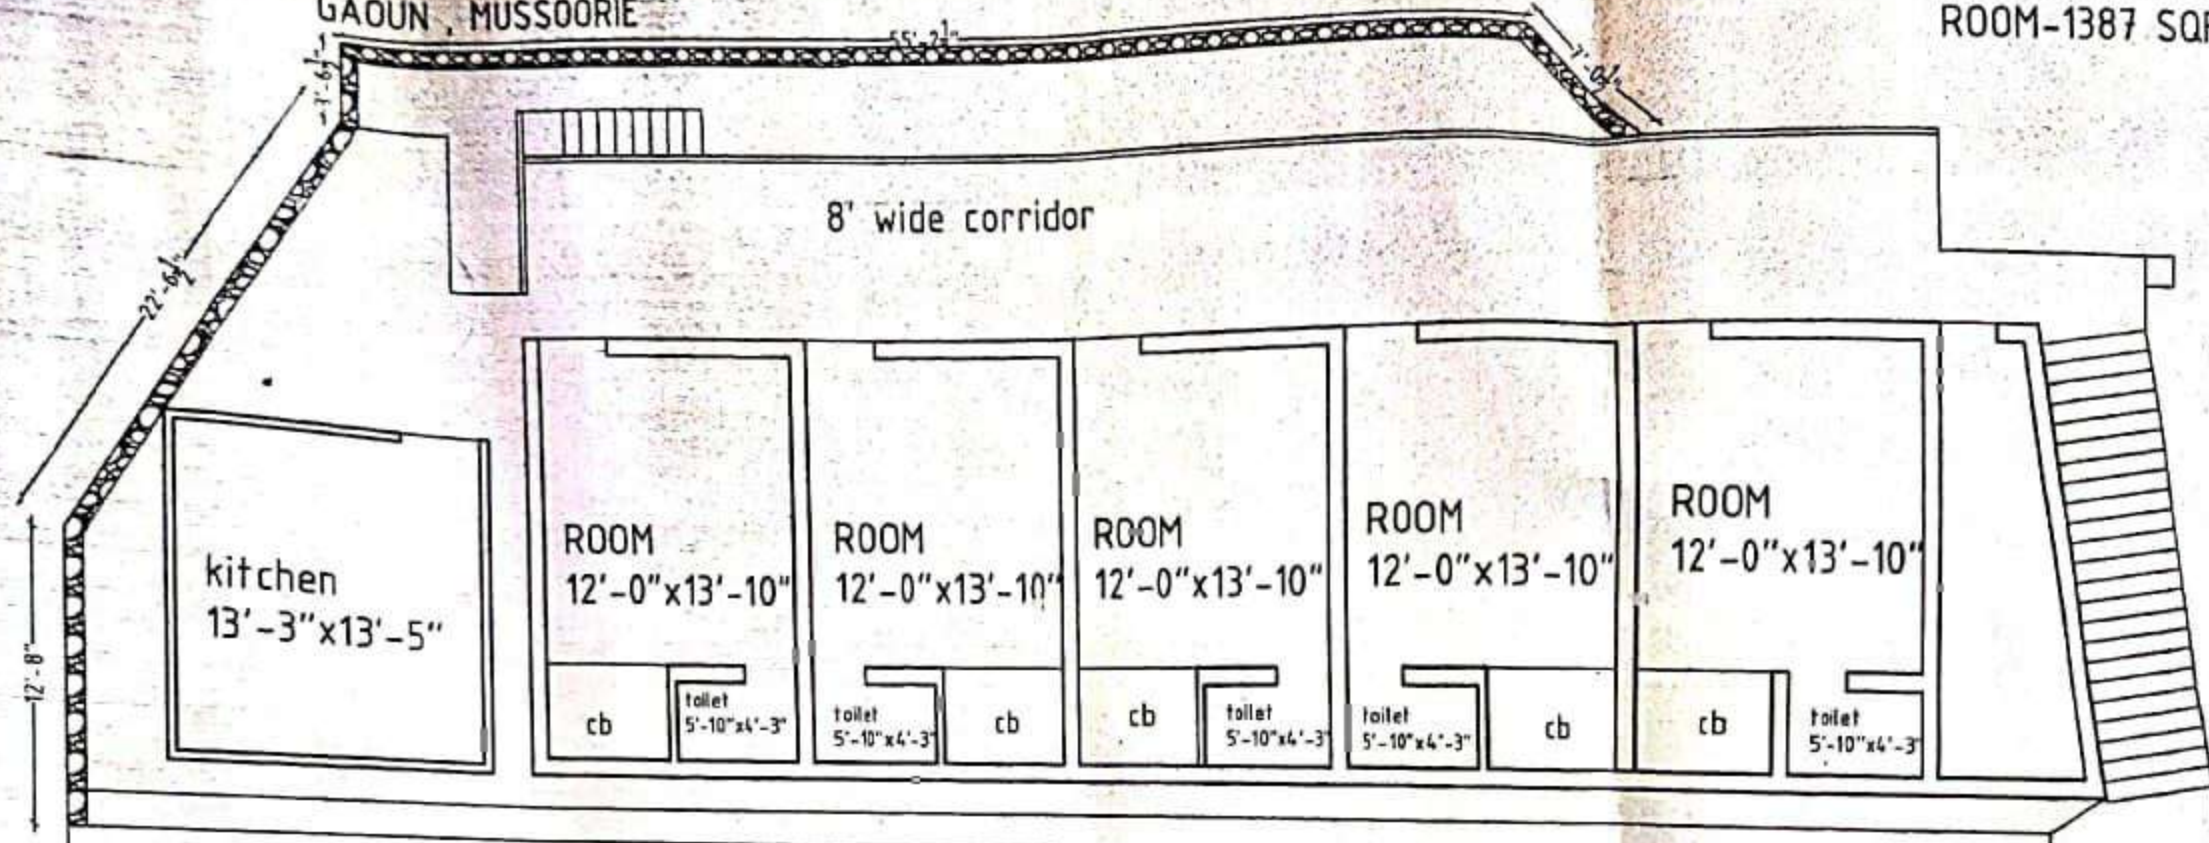 GAOUN , MUSSOORIE
ROOM-1387
55'-2½"
7'-0½"
22'-6½"
8' wide corridor
12'-8"
kitchen
13'-3"x13'-5"
ROOM
12'-0"x13'-10"
ROOM
12'-0"x13'-10"
ROOM
12'-0"x13'-10"
ROOM
12'-0"x13'-10"
ROOM
12'-0"x13'-10"
cb
toilet
5'-10"x4'-3"
toilet
5'-10"x4'-3"
cb
cb
toilet
5'-10"x4'-3"
toilet
5'-10"x4'-3"
cb
cb
toilet
5'-10"x4'-3"